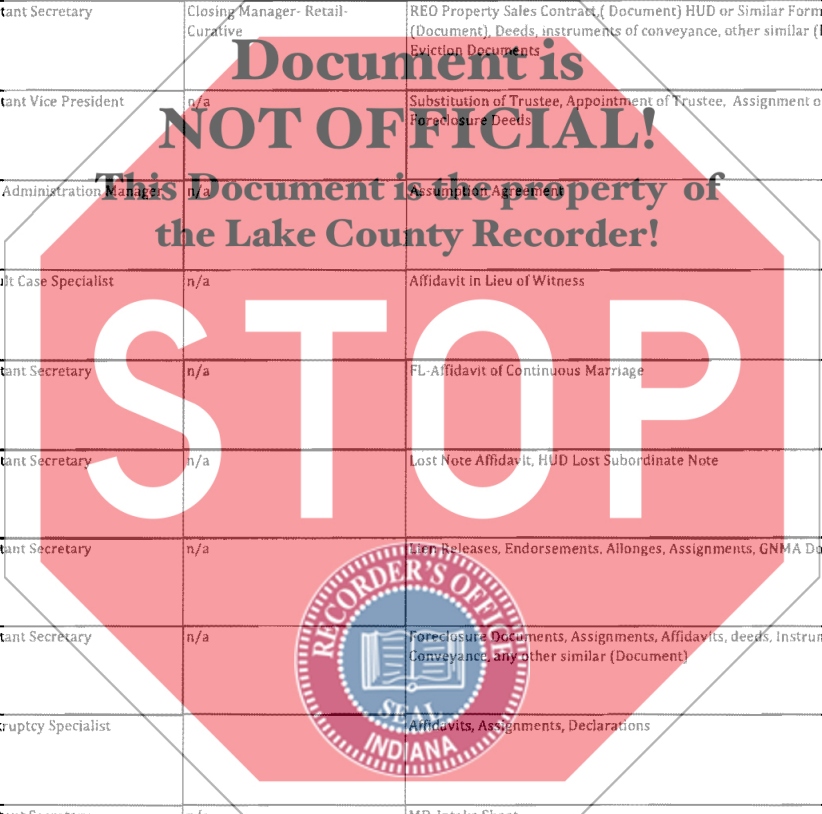 tant Secretary Closing Manager- Retail- REO Property Sales Contract,( Document) HUD or Similar Form
Curative (Document), Deeds, instruments of conveyance, other similar (
Eviction Documents
Document is
tant Vice President n/a Substitution of Trustee, Appointment of Trustee, Assignment o
Foreclosure Deeds
NOT OFFICIAL!
Administration Manager n/a Assumption Agreement
This Document is the property of
the Lake County Recorder!
lt Case Specialist n/a Affidavit in Lieu of Witness
STOP
tant Secretary n/a FL-Affidavit of Continuous Marriage
tant Secretary n/a Lost Note Affidavit, HUD Lost Subordinate Note
tant Secretary n/a Lien Releases, Endorsements, Allonges, Assignments, GNMA Do
RECORDER'S OFFICE
tant Secretary n/a Foreclosure Documents, Assignments, Affidavits, deeds, Instrum
Conveyance, any other similar (Document)
SEAL
ruptcy Specialist Affidavits, Assignments, Declarations
INDIANA